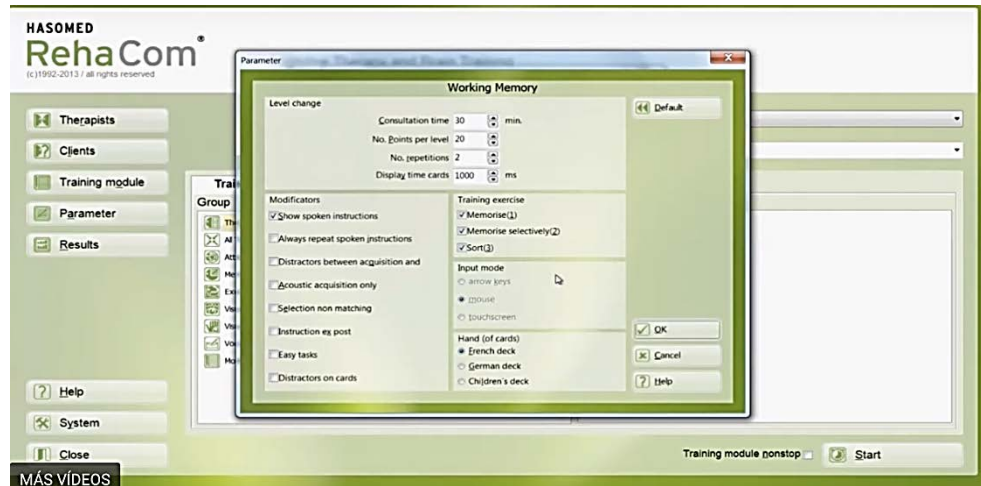 HASOMED
RehaCom®
(c)1992-2013 / all rights reserved
Therapists
Clients
Training module
Parameter
Results
Help
System
Close
MÁS VÍDEOS
Group
Parameter
Working Memory
Level change
Consultation time 30 min.
No. Points per level 20
No. repetitions 2
Display time cards 1000 ms
Modificators
Show spoken instructions
Always repeat spoken instructions
Distractors between acquisition and
Acoustic acquisition only
Selection non matching
Instruction ex post
Easy tasks
Distractors on cards
Training exercise
Memorise(1)
Memorise selectively(2)
Sort(3)
Input mode
arrow keys
mouse
touchscreen
Hand (of cards)
French deck
German deck
Children's deck
Default
OK
Cancel
Help
Training module nonstop
Start